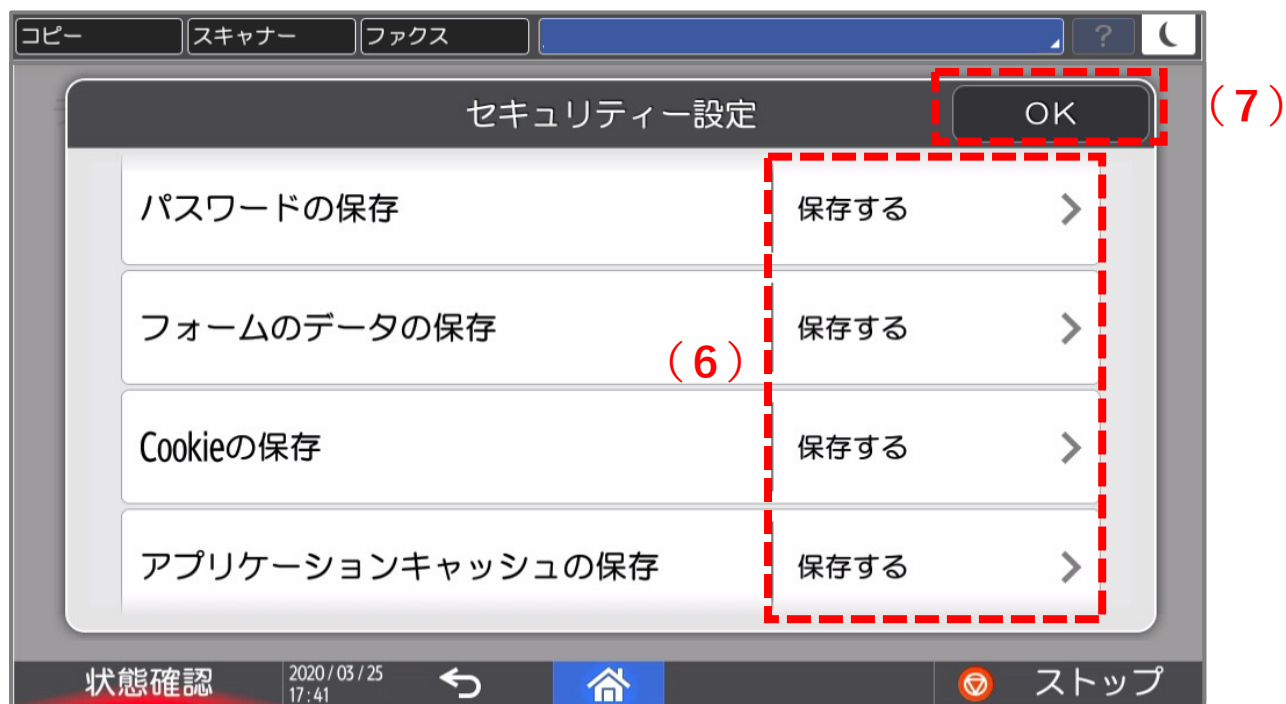 コピー スキャナー ファクス ?
セキュリティー設定 OK （7）
パスワードの保存 保存する
フォームのデータの保存 保存する
（6）
Cookieの保存 保存する
アプリケーションキャッシュの保存 保存する
状態確認 2020/03/25 ストップ
17:41